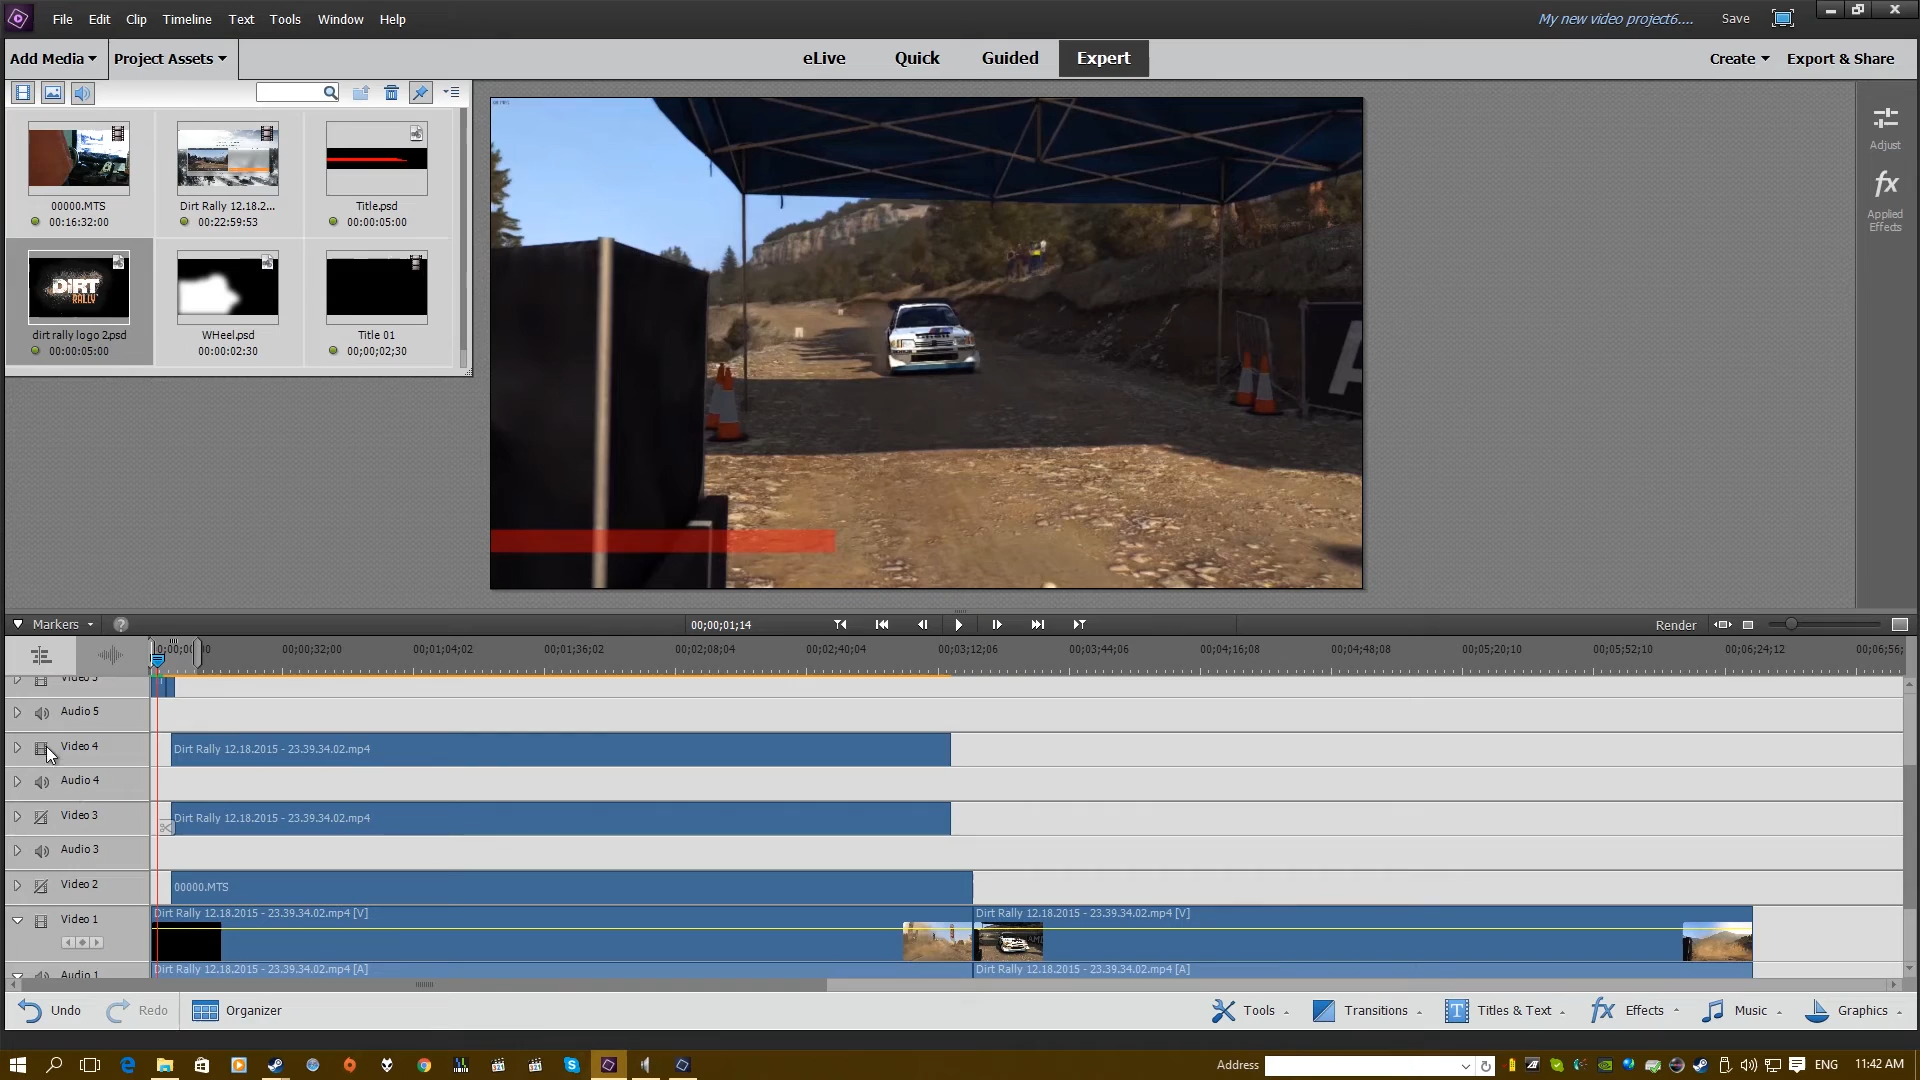 File Edit Clip Timeline Text Tools Window Help
My new video project6.... Save
Add Media Project Assets
eLive Quick Guided Expert
Create Export & Share
Adjust
Applied Effects
00000.MTS
00:16:32:00
Dirt Rally 12.18.2...
00:22:59:53
Title.psd
00:00:05:00
DiRT RALLY
dirt rally logo 2.psd
00:00:05:00
WHeel.psd
00:00:02:30
Title 01
00;00;02;30
A
Markers
00;00;01;14
Render
00;00;32;00 00;01;04;02 00;01;36;02 00;02;08;04 00;02;40;04 00;03;12;06 00;03;44;06 00;04;16;08 00;04;48;08 00;05;20;10 00;05;52;10 00;06;24;12 00;06;56;
Audio 5
Video 4
Dirt Rally 12.18.2015 - 23.39.34.02.mp4
Audio 4
Video 3
Dirt Rally 12.18.2015 - 23.39.34.02.mp4
Audio 3
Video 2
00000.MTS
Video 1
Dirt Rally 12.18.2015 - 23.39.34.02.mp4 [V] Dirt Rally 12.18.2015 - 23.39.34.02.mp4 [V]
Audio 1
Dirt Rally 12.18.2015 - 23.39.34.02.mp4 [A] Dirt Rally 12.18.2015 - 23.39.34.02.mp4 [A]
Undo Redo Organizer
Tools Transitions Titles & Text Effects Music Graphics
Address ENG 11:42 AM